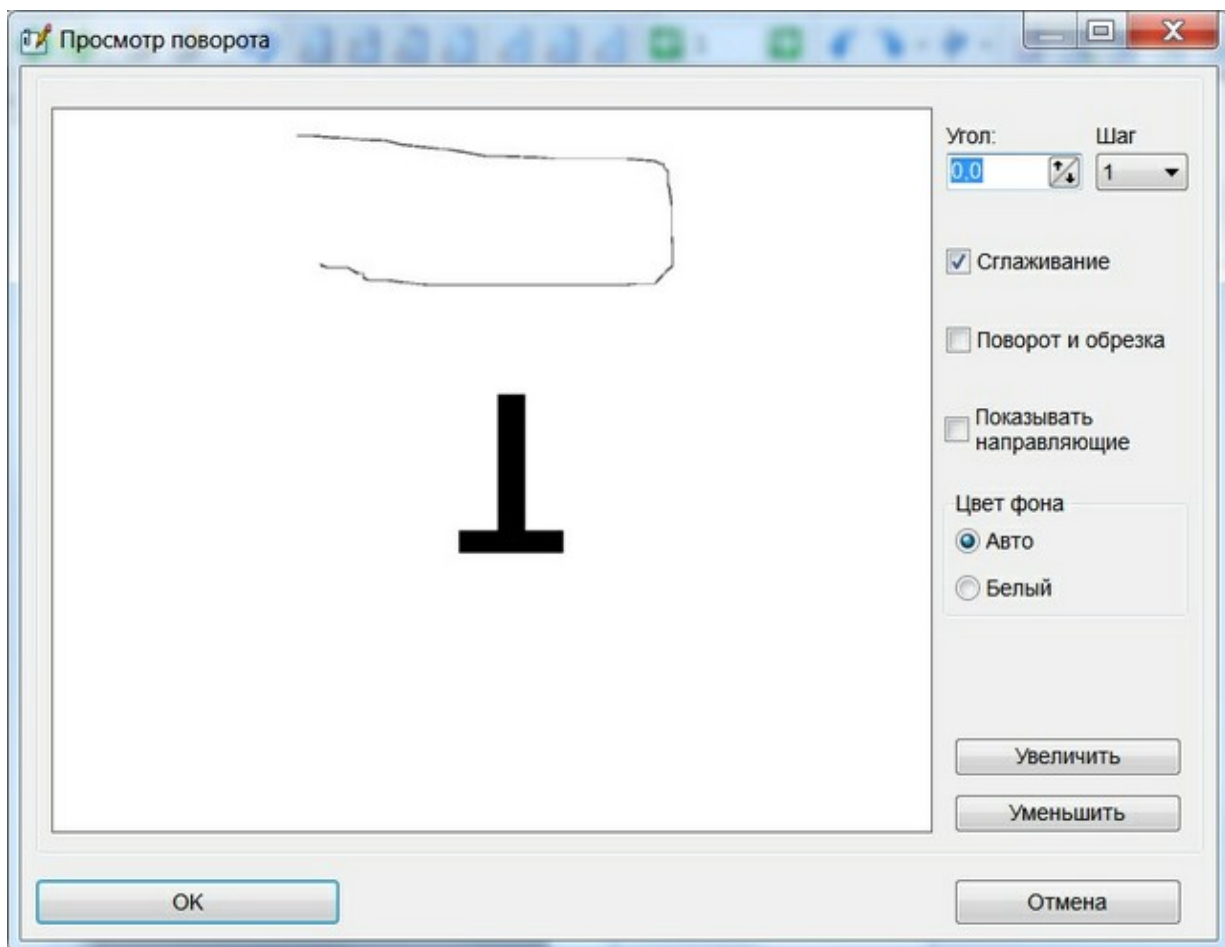 Просмотр поворота
Угол:
Шаг
0,0
1
Сглаживание
Поворот и обрезка
Показывать
направляющие
Цвет фона
Авто
Белый
Увеличить
Уменьшить
OK
Отмена